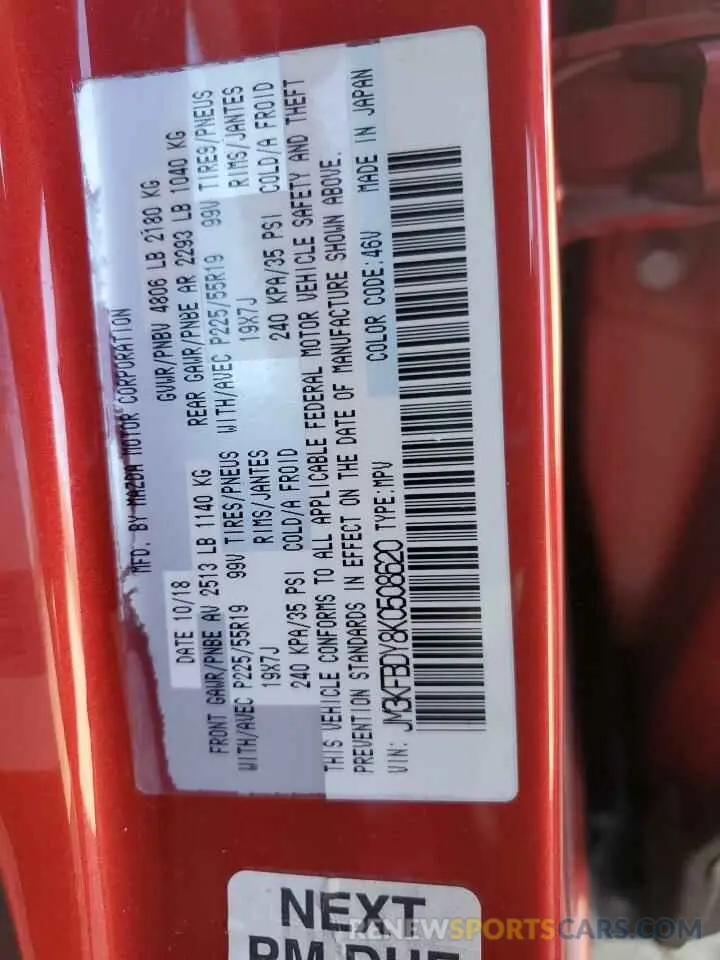 MFD. BY MAZDA MOTOR CORPORATION
DATE 10/18
GVWR/PNBV 4806 LB 2180 KG
FRONT GAWR/PNBE AV 2513 LB 1140 KG
REAR GAWR/PNBE AR 2293 LB 1040 KG
WITH/AVEC P225/55R19 99V TIRES/PNEUS
WITH/AVEC P225/55R19 99V TIRES/PNEUS
19X7J RIMS/JANTES
19X7J RIMS/JANTES
240 KPA/35 PSI COLD/A FROID
240 KPA/35 PSI COLD/A FROID
THIS VEHICLE CONFORMS TO ALL APPLICABLE FEDERAL MOTOR VEHICLE SAFETY AND THEFT
PREVENTION STANDARDS IN EFFECT ON THE DATE OF MANUFACTURE SHOWN ABOVE.
COLOR CODE:46V MADE IN JAPAN
VIN: JM3KFBDY8K0508620 TYPE:MPV
NEXT
PM DUE
RENEWSPORTSCARS.COM